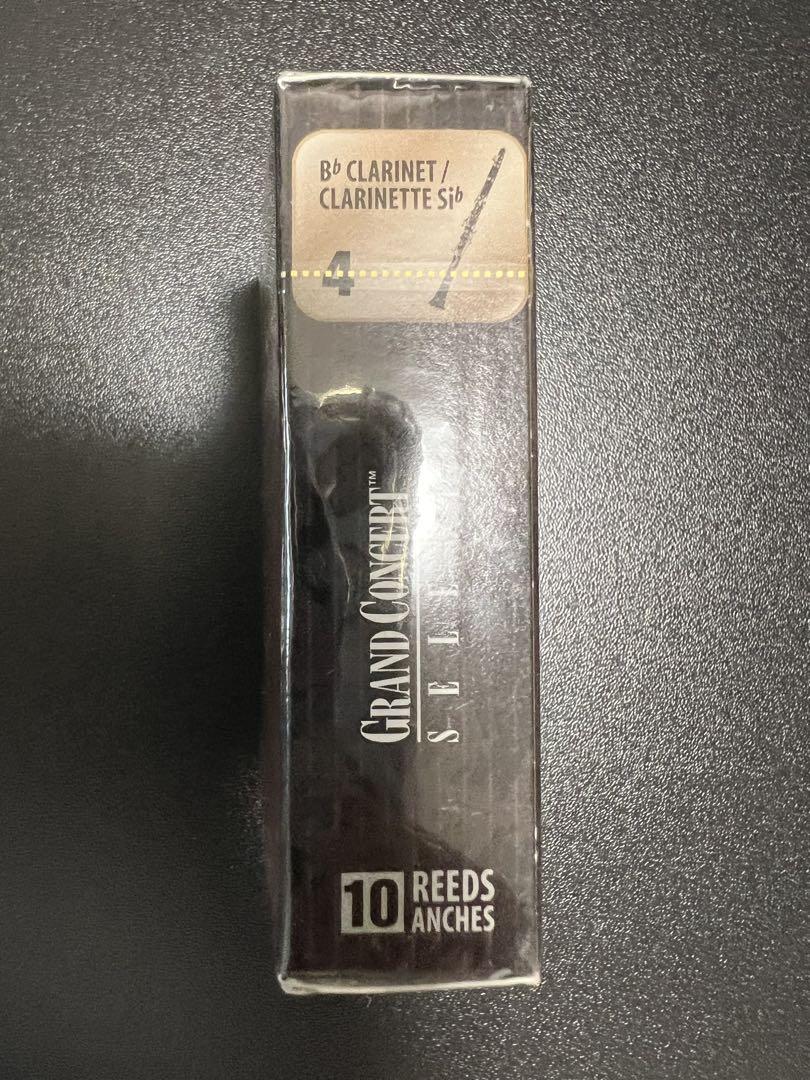 B♭ CLARINET /
CLARINETTE Si♭
4
GRAND CONCERT™
10 REEDS
ANCHES